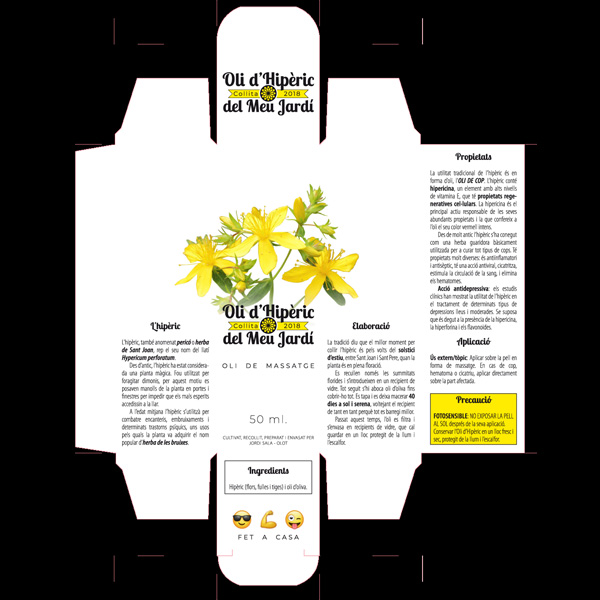 Oli d'Hipèric
Collita 2018
del Meu Jardí
Oli d'Hipèric
Collita 2018
del Meu Jardí
OLI DE MASSATGE
50 ml.
CULTIVAT, RECOL·LIT, PREPARAT I ENVASAT PER
JORDI SALA - OLOT
Ingredients
Hipèric (flors, fulles i tiges) i oli d'oliva.
FET A CASA
L'hipèric
L'hipèric, també anomenat pericó o herba
de Sant Joan, rep el seu nom del llatí
Hypericum perforatum.
Des d'antic, l'hipèric ha estat considera-
da una planta màgica. Fou utilitzat per
foragitar dimonis, per aquest motiu es
posaven manolls de la planta en portes i
finestres per impedir que els mals esperits
accedissin a la llar.
A l'edat mitjana l'hipèric s'utilitzà per
combatre encanteris, embruixaments i
determinats trastorns psíquics, uns usos
pels quals la planta va adquirir el nom
popular d'herba de les bruixes.
Elaboració
La tradició diu que el millor moment per
collir l'hipèric és pels volts del solstici
d'estiu, entre Sant Joan i Sant Pere, quan la
planta és en plena floració.
Es recullen només les summitats
florides i s'introdueixen en un recipient de
vidre. Tot seguit s'hi aboca oli d'oliva fins
cobrir-ho tot. Es tapa i es deixa macerar 40
dies a sol i serena, voltejant el recipient
de tant en tant perquè tot es barregi millor.
Passat aquest temps, l'oli es filtra i
s'envasa en recipients de vidre, que cal
guardar en un lloc protegit de la llum i
l'escalfor.
Propietats
La utilitat tradicional de l'hipèric és en
forma d'oli, l'OLI DE COP. L'hipèric conté
hipericina, un element amb alts nivells
de vitamina E, que té propietats rege-
neratives cel·lulars. La hipericina és el
principal actiu responsable de les seves
abundants propietats i la que confereix a
l'oli el seu color vermell intens.
Des de molt antic l'hipèric s'ha conegut
com una herba guaridora bàsicament
utilitzada per a curar tot tipus de cops. Té
propietats molt diverses: és antiinflamatori
i antisèptic, té una acció antiviral, cicatritza,
estimula la circulació de la sang, i elimina
els hematomes.
Acció antidepressiva: els estudis
clínics han mostrat la utilitat de l'hipèric en
el tractament de determinats tipus de
depressions lleus i moderades. Se suposa
que és degut a la presència de la hipericina,
la hiperforina i els flavonoides.
Aplicació
Ús extern/tòpic: Aplicar sobre la pell en
forma de massatge. En cas de cop,
hematoma o cicatriu, aplicar directament
sobre la part afectada.
Precaució
FOTOSENSIBLE: NO EXPOSAR LA PELL
AL SOL després de la seva aplicació.
Conservar l'Oli d'Hipèric en un lloc fresc i
sec, protegit de la llum i l'escalfor.